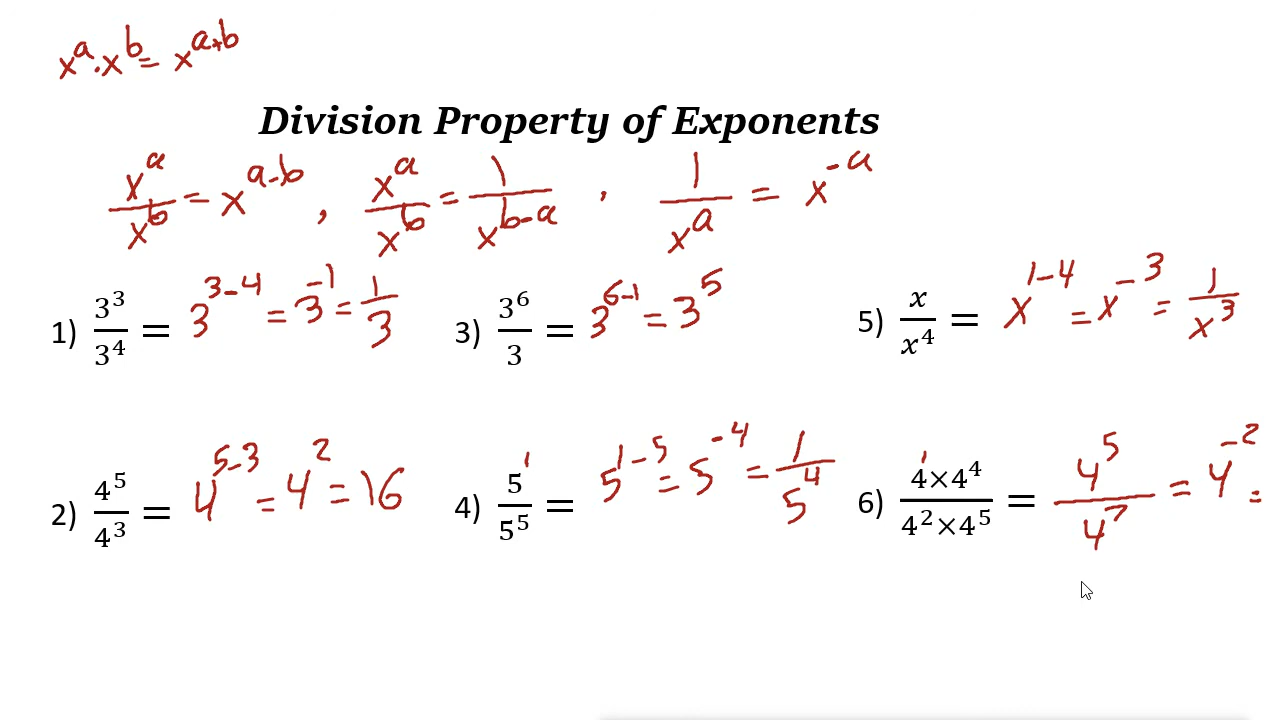 x^a · x^b = x^{a+b}
Division Property of Exponents
x^a/x^b = x^{a-b} , x^a/x^b = 1/x^{b-a} , 1/x^a = x^{-a}
1) 3^3/3^4 = 3^{3-4} = 3^{-1} = 1/3
3) 3^6/3 = 3^{6-1} = 3^5
5) x/x^4 = x^{1-4} = x^{-3} = 1/x^3
2) 4^5/4^3 = 4^{5-3} = 4^2 = 16
4) 5^1/5^5 = 5^{1-5} = 5^{-4} = 1/5^4
6) 4^1×4^4/4^2×4^5 = 4^5/4^7 = 4^{-2} =